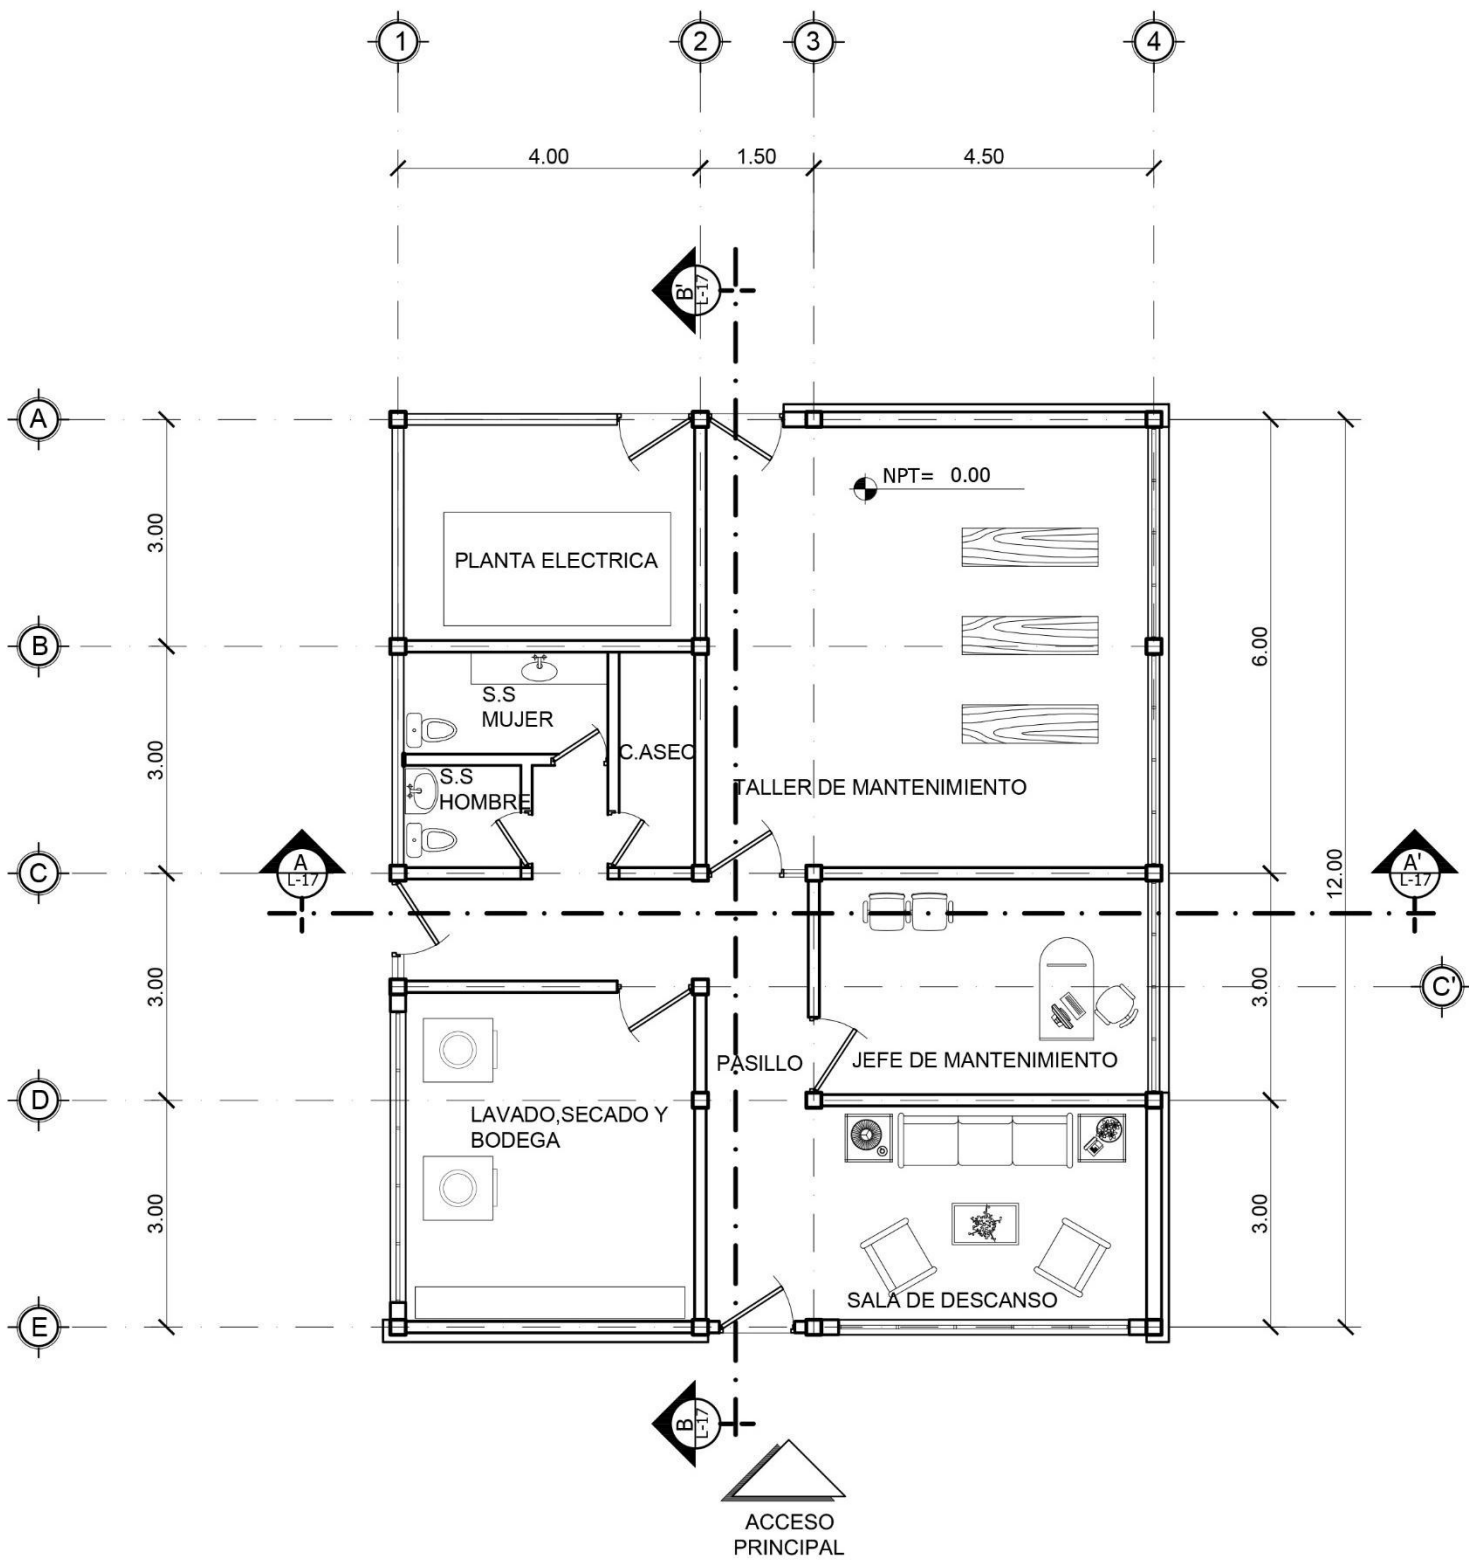 1
2
3
4
4.00
1.50
4.50
B'
L-17
A
NPT= 0.00
3.00
PLANTA ELECTRICA
B
6.00
S.S
MUJER
3.00
C.ASEO
S.S
HOMBRE
TALLER DE MANTENIMIENTO
A
L-17
A'
L-17
C
12.00
3.00
3.00
C'
PASILLO
JEFE DE MANTENIMIENTO
D
LAVADO,SECADO Y
BODEGA
3.00
3.00
SALA DE DESCANSO
E
B
L-17
ACCESO
PRINCIPAL